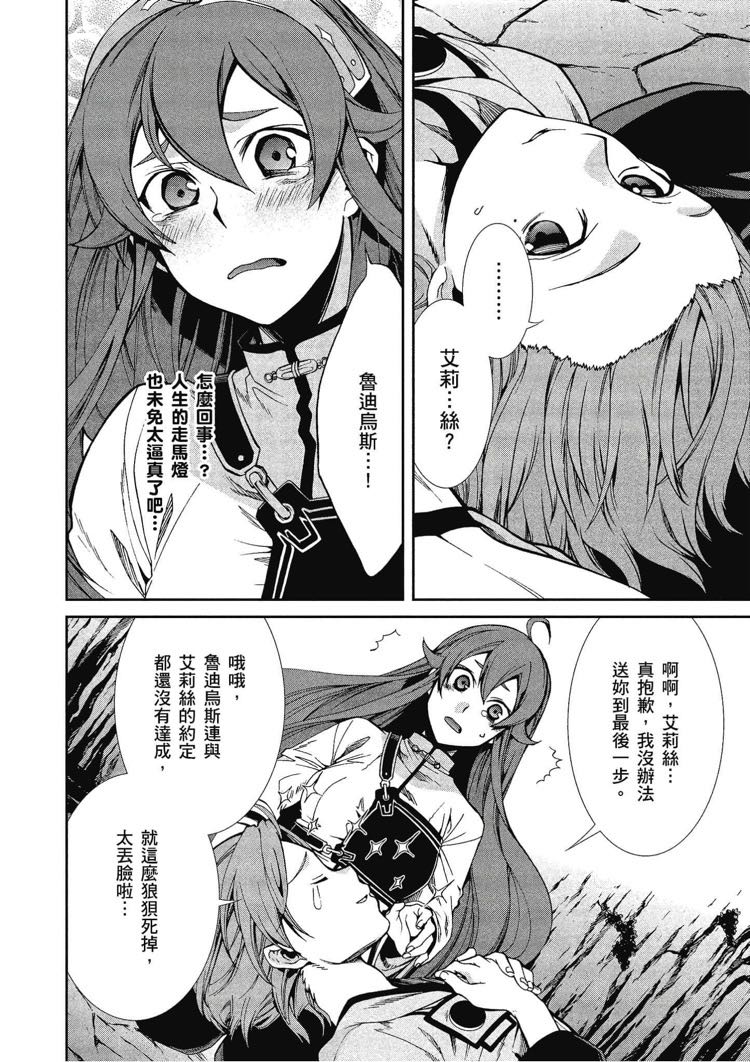 ⋯⋯⋯
艾莉⋯絲？
魯迪烏斯⋯！
怎麼回事⋯？
人生的走馬燈
也未免太逼真了吧⋯
啊啊，艾莉絲⋯
真抱歉，我沒辦法
送妳到最後一步。
哦哦，
魯迪烏斯連與
艾莉絲的約定
都還沒有達成，
就這麼狼狽死掉，
太丟臉啦⋯